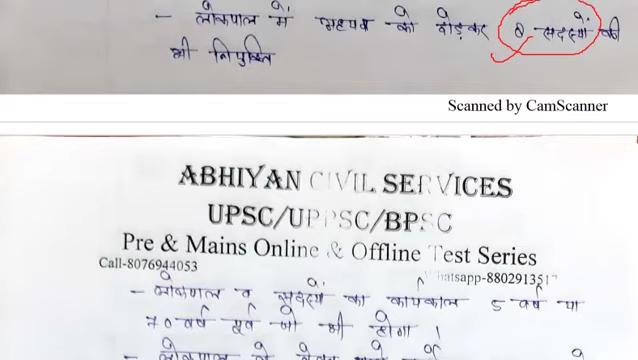 - लोकपाल में अध्यक्ष को छोड़कर 8 सदस्यों की
भी नियुक्ति
Scanned by CamScanner
ABHIYAN CIVIL SERVICES
UPSC/UPPSC/BPSC
Pre & Mains Online & Offline Test Series
Call-8076944053
Whatsapp-8802913517
- लोकपाल व सदस्यों का कार्यकाल 5 वर्ष या
70 वर्ष पूर्व जो भी होगा ।